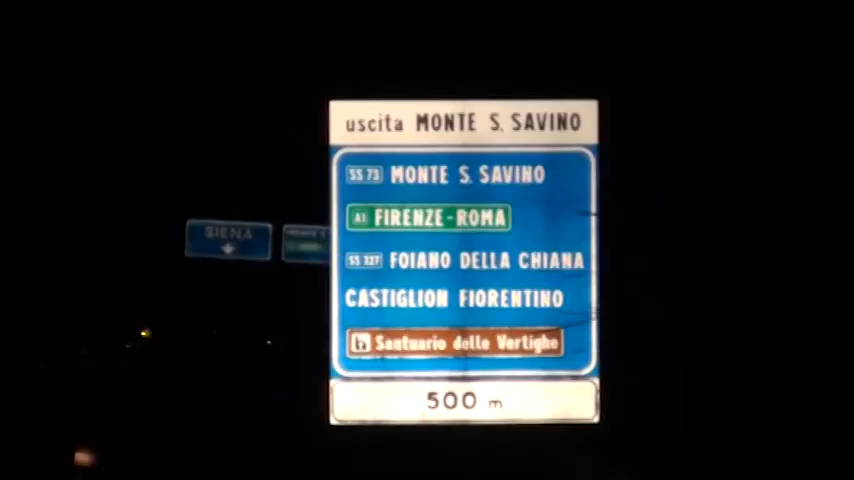 uscita MONTE S. SAVINO
SS 73 MONTE S. SAVINO
A1 FIRENZE-ROMA
SS 327 FOIANO DELLA CHIANA
CASTIGLION FIORENTINO
Santuario delle Vertighe
500 m
SIENA